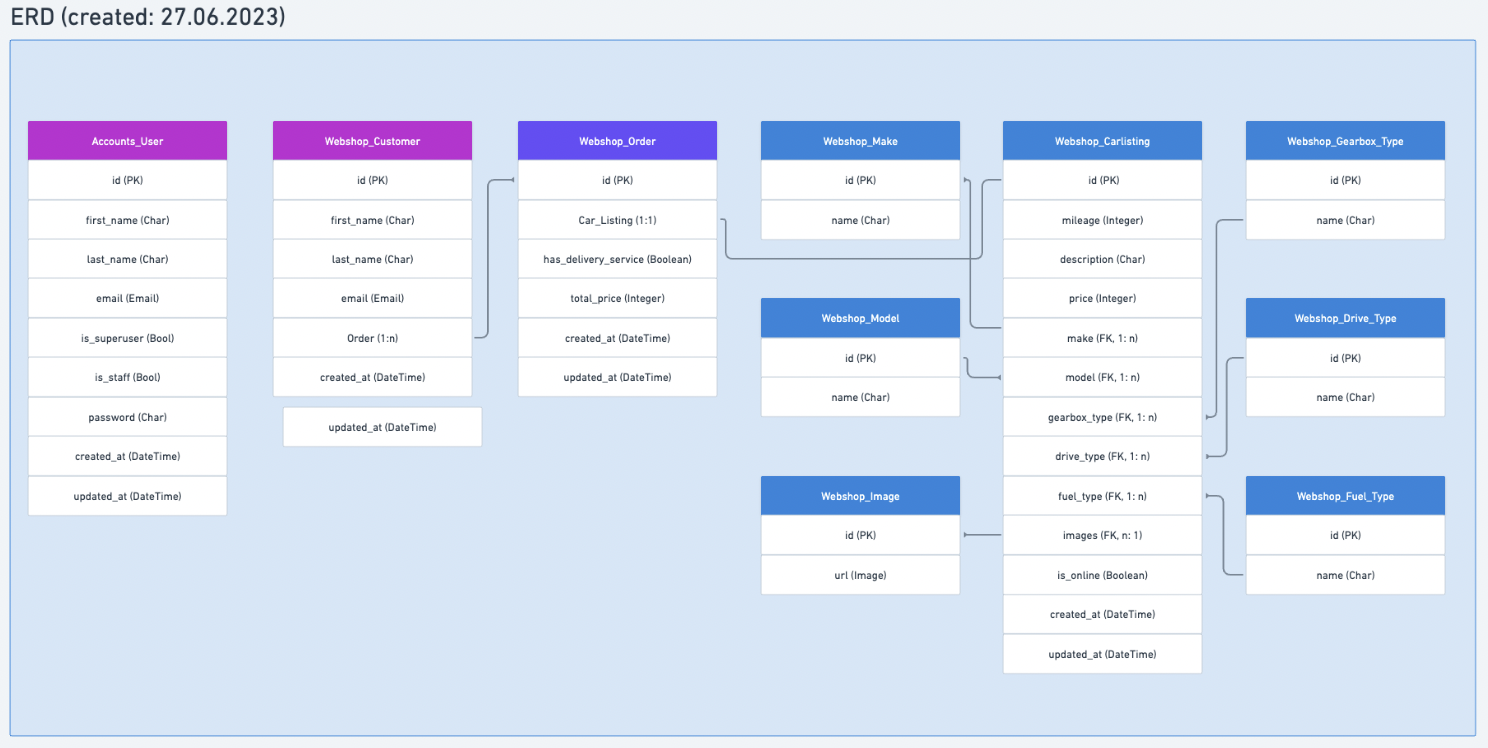 ERD (created: 27.06.2023)
Accounts_User
id (PK)
first_name (Char)
last_name (Char)
email (Email)
is_superuser (Bool)
is_staff (Bool)
password (Char)
created_at (DateTime)
updated_at (DateTime)
Webshop_Customer
id (PK)
first_name (Char)
last_name (Char)
email (Email)
Order (1:n)
created_at (DateTime)
updated_at (DateTime)
Webshop_Order
id (PK)
Car_Listing (1:1)
has_delivery_service (Boolean)
total_price (Integer)
created_at (DateTime)
updated_at (DateTime)
Webshop_Make
id (PK)
name (Char)
Webshop_Model
id (PK)
name (Char)
Webshop_Image
id (PK)
url (Image)
Webshop_Carlisting
id (PK)
mileage (Integer)
description (Char)
price (Integer)
make (FK, 1: n)
model (FK, 1: n)
gearbox_type (FK, 1: n)
drive_type (FK, 1: n)
fuel_type (FK, 1: n)
images (FK, n: 1)
is_online (Boolean)
created_at (DateTime)
updated_at (DateTime)
Webshop_Gearbox_Type
id (PK)
name (Char)
Webshop_Drive_Type
id (PK)
name (Char)
Webshop_Fuel_Type
id (PK)
name (Char)